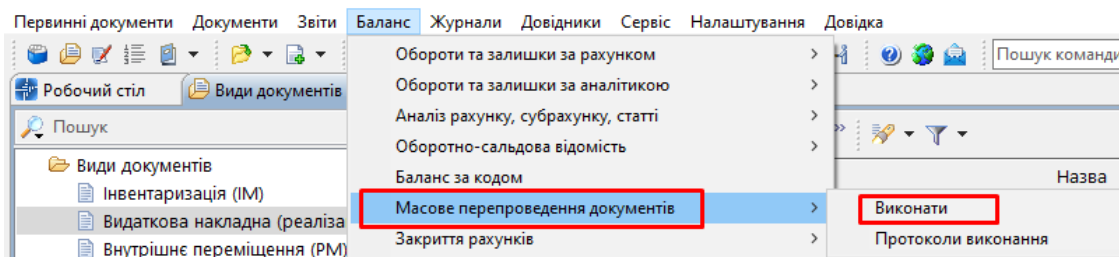 Первинні документи Документи Звіти Баланс Журнали Довідники Сервіс Налаштування Довідка
Пошук команди
Робочий стіл Види документів
Пошук
Види документів
Інвентаризація (ІМ)
Видаткова накладна (реаліза
Внутрішнє переміщення (РМ)
Обороти та залишки за рахунком
Обороти та залишки за аналітикою
Аналіз рахунку, субрахунку, статті
Оборотно-сальдова відомість
Баланс за кодом
Масове перепроведення документів
Закриття рахунків
Назва
Виконати
Протоколи виконання